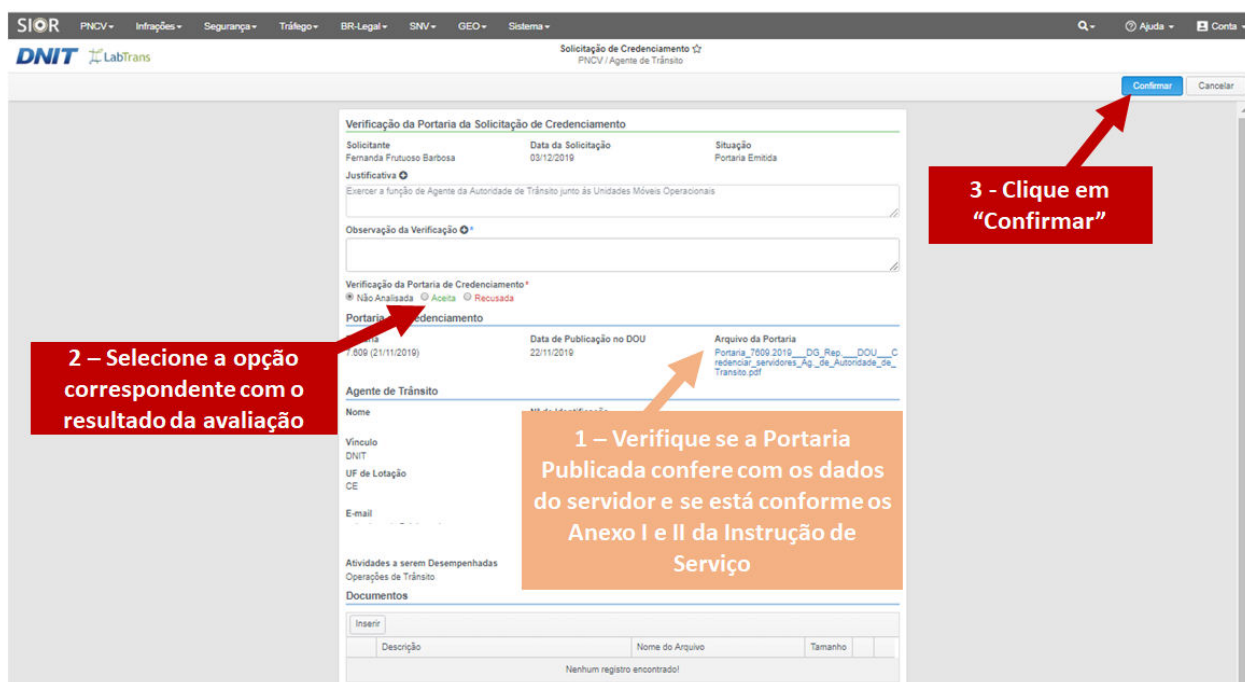 SIOR PNCV Infrações Segurança Tráfego BR-Legal SNV GEO Sistema Ajuda Conta
DNIT LabTrans
Solicitação de Credenciamento
PNCV / Agente de Trânsito
Confirmar Cancelar
Verificação da Portaria da Solicitação de Credenciamento
Solicitante Data da Solicitação Situação
Fernanda Frutuoso Barbosa 03/12/2019 Portaria Emitida
Justificativa
Exercer a função de Agente da Autoridade de Trânsito junto às Unidades Móveis Operacionais
Observação da Verificação *
Verificação da Portaria de Credenciamento*
Não Analisada Aceita Recusada
3 - Clique em
“Confirmar”
Portaria Credenciamento
Data de Publicação no DOU Arquivo da Portaria
7.609 (21/11/2019) 22/11/2019 Portaria_7609.2019___DG_Rep.___DOU___C
redenciar_servidores_Ag._de_Autoridade_de_
Transito.pdf
2 – Selecione a opção
correspondente com o
resultado da avaliação
Agente de Trânsito
Nome
Vínculo
DNIT
UF de Lotação
CE
E-mail
1 – Verifique se a Portaria
Publicada confere com os dados
do servidor e se está conforme os
Anexo I e II da Instrução de
Serviço
Atividades a serem Desempenhadas
Operações de Trânsito
Documentos
Inserir
Descrição Nome do Arquivo Tamanho
Nenhum registro encontrado!